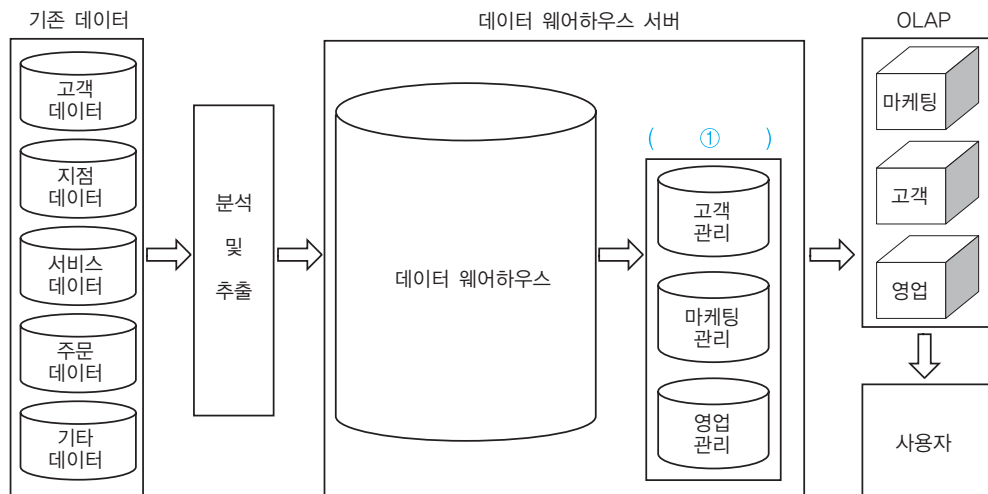 기존 데이터
고객
데이터
지점
데이터
서비스
데이터
주문
데이터
기타
데이터
분석
및
추출
데이터 웨어하우스 서버
데이터 웨어하우스
( ① )
고객
관리
마케팅
관리
영업
관리
OLAP
마케팅
고객
영업
사용자